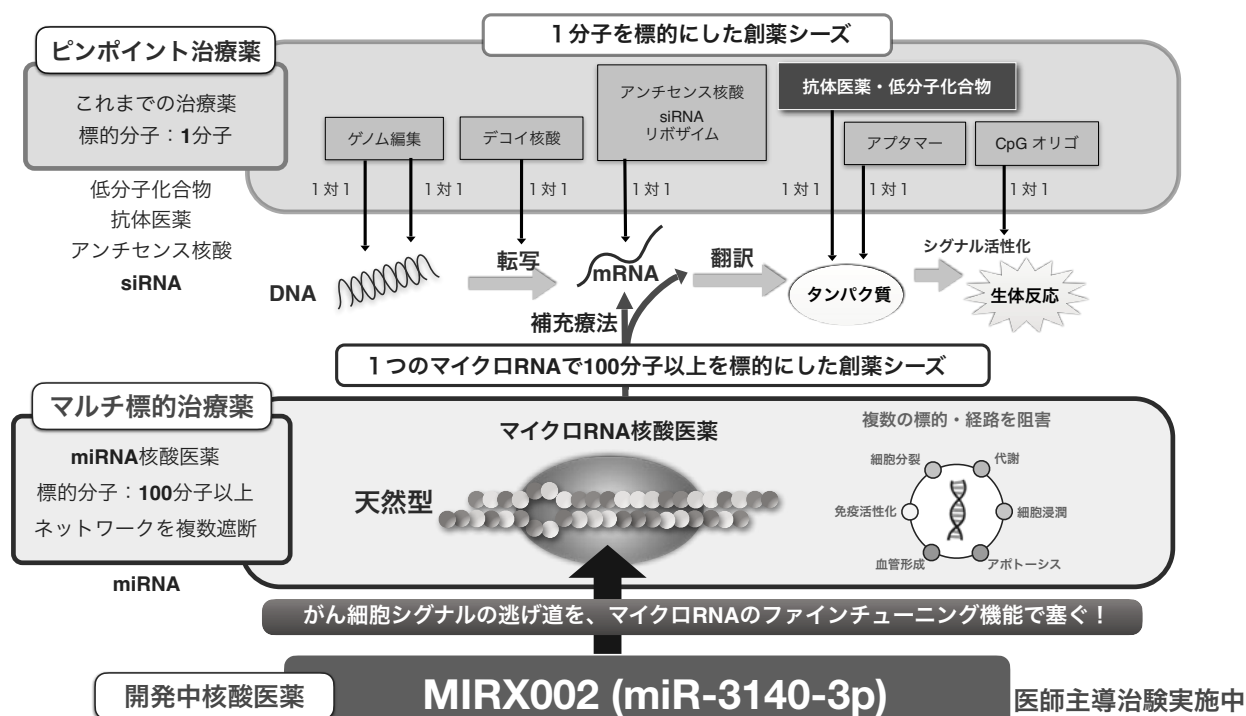 1分子を標的にした創薬シーズ
ピンポイント治療薬
これまでの治療薬
標的分子：1分子
低分子化合物
抗体医薬
アンチセンス核酸
siRNA
ゲノム編集
デコイ核酸
アンチセンス核酸
siRNA
リボザイム
抗体医薬・低分子化合物
アプタマー
CpG オリゴ
1対1
1対1
1対1
1対1
1対1
1対1
1対1
DNA
転写
mRNA
翻訳
タンパク質
シグナル活性化
生体反応
補充療法
1つのマイクロRNAで100分子以上を標的にした創薬シーズ
マルチ標的治療薬
miRNA核酸医薬
標的分子：100分子以上
ネットワークを複数遮断
miRNA
マイクロRNA核酸医薬
天然型
複数の標的・経路を阻害
細胞分裂
代謝
免疫活性化
細胞浸潤
血管形成
アポトーシス
がん細胞シグナルの逃げ道を、マイクロRNAのファインチューニング機能で塞ぐ！
開発中核酸医薬
MIRX002 (miR-3140-3p)
医師主導治験実施中